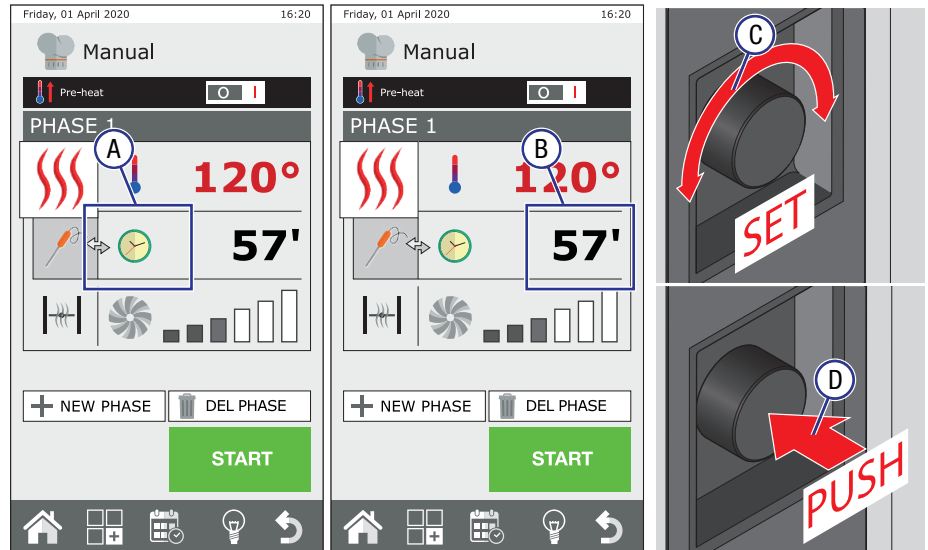 Friday, 01 April 2020 16:20
Manual
Pre-heat O I
PHASE 1
A
120°
57'
+ NEW PHASE DEL PHASE
START
Friday, 01 April 2020 16:20
Manual
Pre-heat O I
PHASE 1
B
120°
57'
+ NEW PHASE DEL PHASE
START
C
SET
D
PUSH